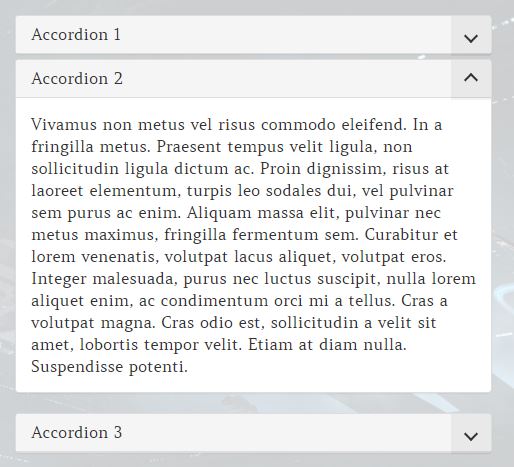 Accordion 1
Accordion 2
Vivamus non metus vel risus commodo eleifend. In a
fringilla metus. Praesent tempus velit ligula, non
sollicitudin ligula dictum ac. Proin dignissim, risus at
laoreet elementum, turpis leo sodales dui, vel pulvinar
sem purus ac enim. Aliquam massa elit, pulvinar nec
metus maximus, fringilla fermentum sem. Curabitur et
lorem venenatis, volutpat lacus aliquet, volutpat eros.
Integer malesuada, purus nec luctus suscipit, nulla lorem
aliquet enim, ac condimentum orci mi a tellus. Cras a
volutpat magna. Cras odio est, sollicitudin a velit sit
amet, lobortis tempor velit. Etiam at diam nulla.
Suspendisse potenti.
Accordion 3